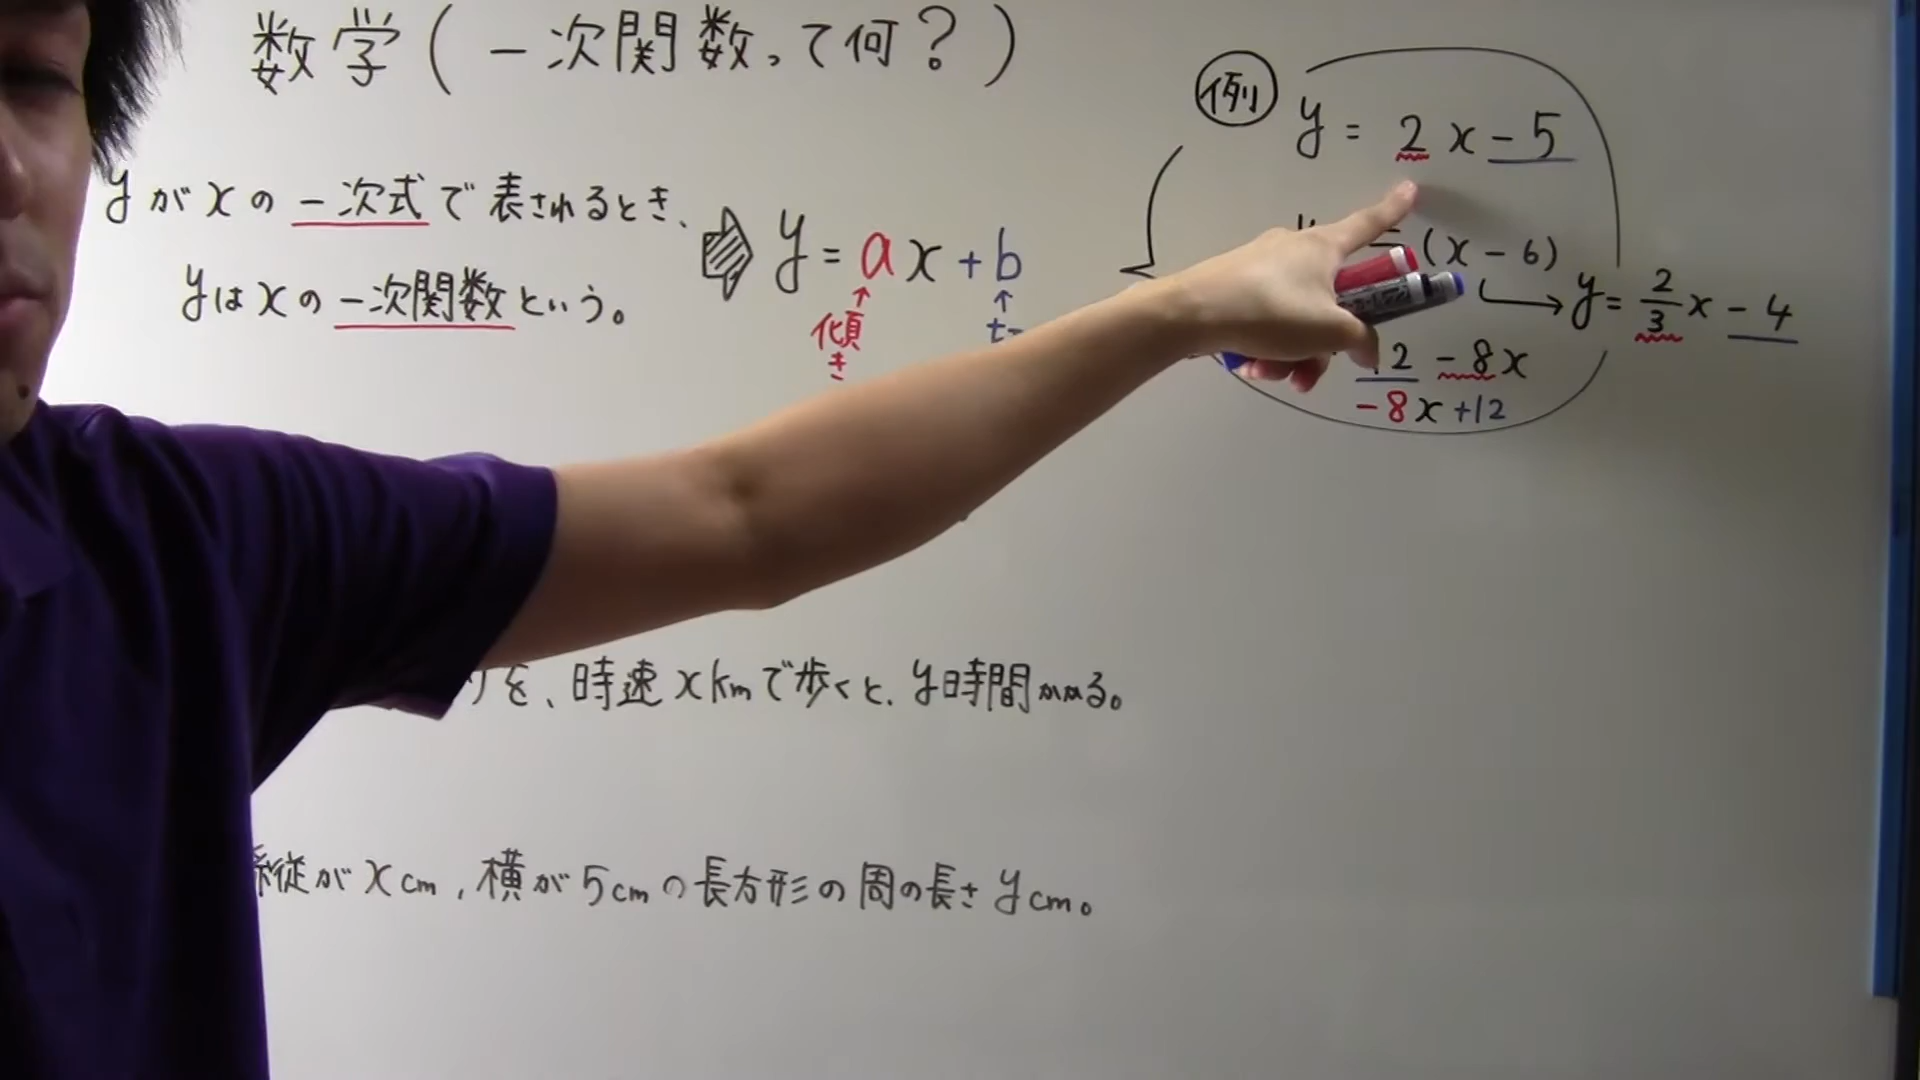 数学(一次関数って何？)
yがxの一次式で表されるとき、
yはxの一次関数という。
y = ax + b
傾き
切
例
y = 2x - 5
(x - 6)
y = 2/3 x - 4
12 - 8x
-8x + 12
を、時速xkmで歩くと、y時間かかる。
縦がxcm、横が5cmの長方形の周の長さycm。